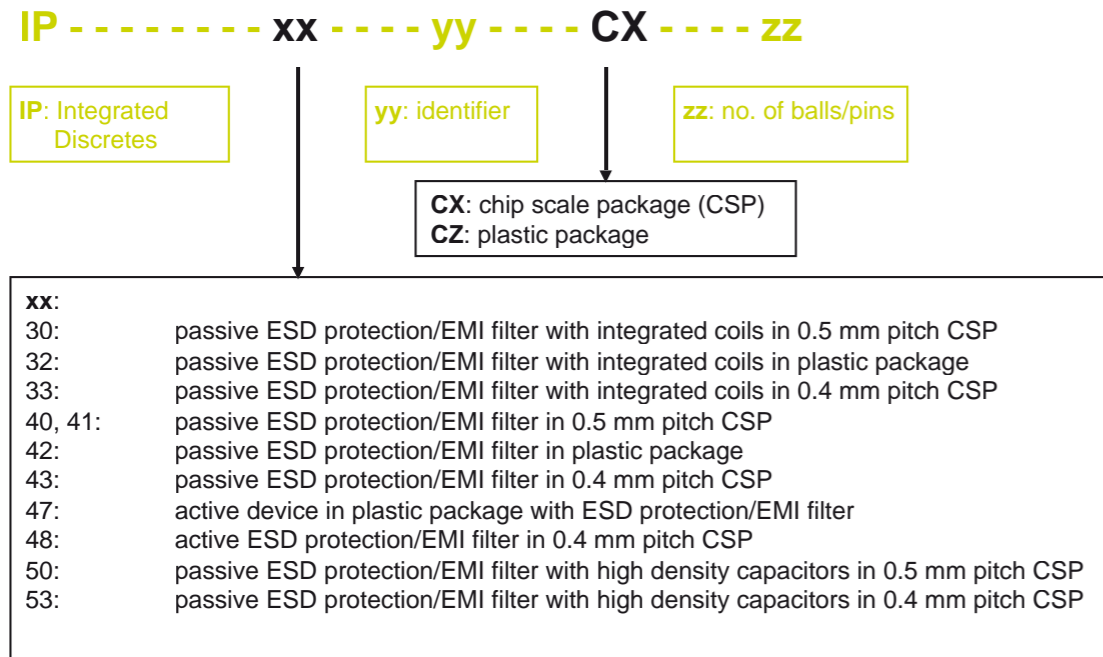 IP - - - - - - - - xx - - - - yy - - - - CX - - - - zz
IP: Integrated
Discretes
yy: identifier
zz: no. of balls/pins
CX: chip scale package (CSP)
CZ: plastic package
xx:
30: passive ESD protection/EMI filter with integrated coils in 0.5 mm pitch CSP
32: passive ESD protection/EMI filter with integrated coils in plastic package
33: passive ESD protection/EMI filter with integrated coils in 0.4 mm pitch CSP
40, 41: passive ESD protection/EMI filter in 0.5 mm pitch CSP
42: passive ESD protection/EMI filter in plastic package
43: passive ESD protection/EMI filter in 0.4 mm pitch CSP
47: active device in plastic package with ESD protection/EMI filter
48: active ESD protection/EMI filter in 0.4 mm pitch CSP
50: passive ESD protection/EMI filter with high density capacitors in 0.5 mm pitch CSP
53: passive ESD protection/EMI filter with high density capacitors in 0.4 mm pitch CSP